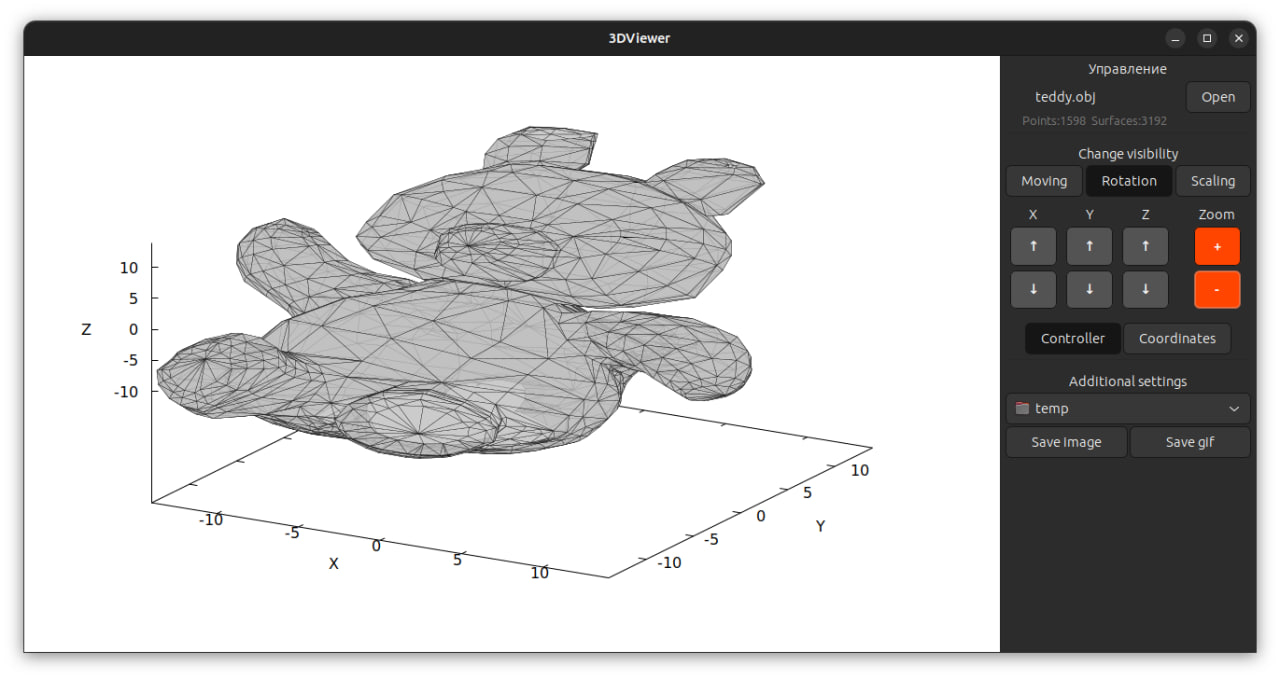 3DViewer
Управление
teddy.obj Open
Points:1598 Surfaces:3192
Change visibility
Moving Rotation Scaling
X Y Z Zoom
↑ ↑ ↑ +
↓ ↓ ↓ -
Controller Coordinates
Additional settings
temp
Save image Save gif
10
5
Z 0
-5
-10
-10
-5
0
5
10
X
10
5
0
-5
-10
Y